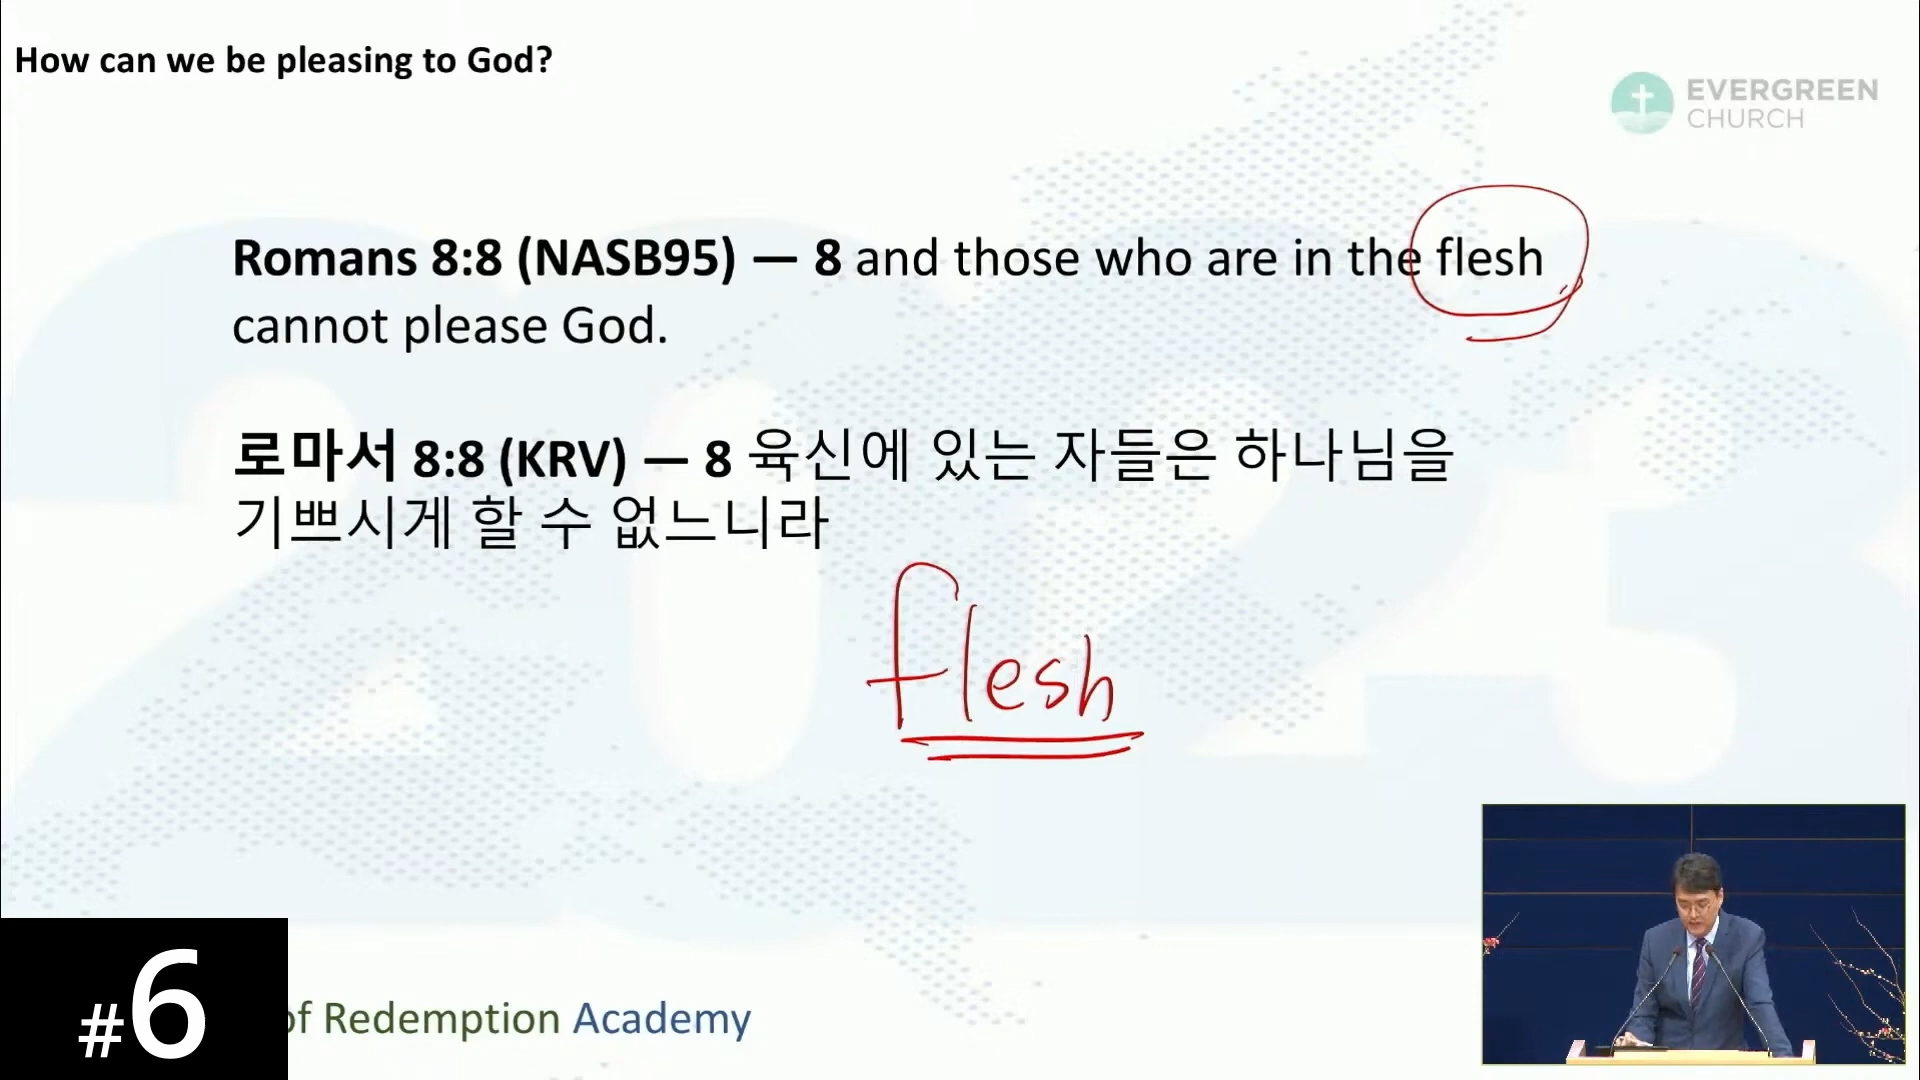 How can we be pleasing to God?
EVERGREEN
CHURCH
Romans 8:8 (NASB95) — 8 and those who are in the flesh
cannot please God.
로마서 8:8 (KRV) — 8 육신에 있는 자들은 하나님을
기쁘시게 할 수 없느니라
flesh
#6
of Redemption Academy